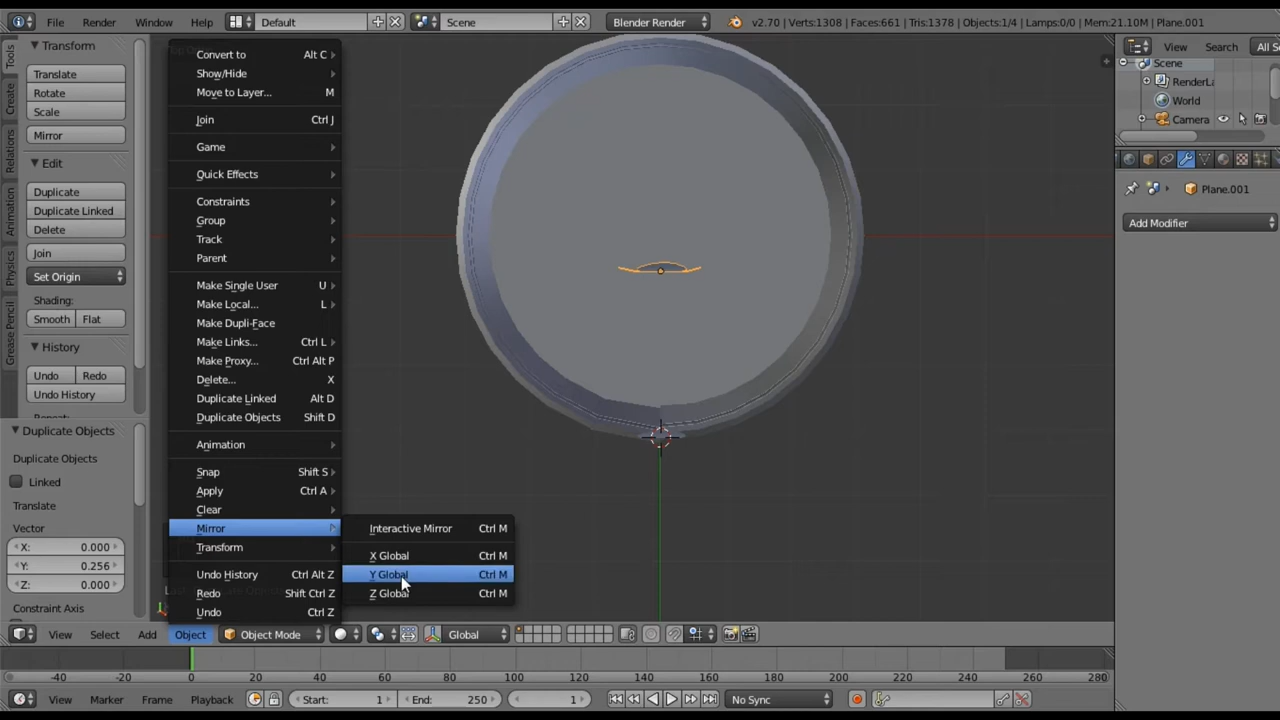 File Render Window Help Default Scene Blender Render v2.70 | Verts:1308 | Faces:661 | Tris:1378 | Objects:1/4 | Lamps:0/0 | Mem:21.10M | Plane.001
Tools
Create
Relations
Animation
Physics
Grease Pencil
Transform
Translate
Rotate
Scale
Mirror
Edit
Duplicate
Duplicate Linked
Delete
Join
Set Origin
Shading:
Smooth Flat
History
Undo Redo
Undo History
Duplicate Objects
Duplicate Objects
Linked
Translate
Vector
X: 0.000
Y: 0.256
Z: 0.000
Constraint Axis
Convert to Alt C
Show/Hide
Move to Layer... M
Join Ctrl J
Game
Quick Effects
Constraints
Group
Track
Parent
Make Single User U
Make Local... L
Make Dupli-Face
Make Links... Ctrl L
Make Proxy... Ctrl Alt P
Delete... X
Duplicate Linked Alt D
Duplicate Objects Shift D
Animation
Snap Shift S
Apply Ctrl A
Clear
Mirror
Transform
Undo History Ctrl Alt Z
Redo Shift Ctrl Z
Undo Ctrl Z
Interactive Mirror Ctrl M
X Global Ctrl M
Y Global Ctrl M
Z Global Ctrl M
View Search All S
Scene
RenderLa
World
Camera
Plane.001
Add Modifier
View Select Add Object Object Mode Global
-40 -20 0 20 40 60 80 100 120 140 160 180 200 220 240 260 280
View Marker Frame Playback Start: 1 End: 250 1 No Sync